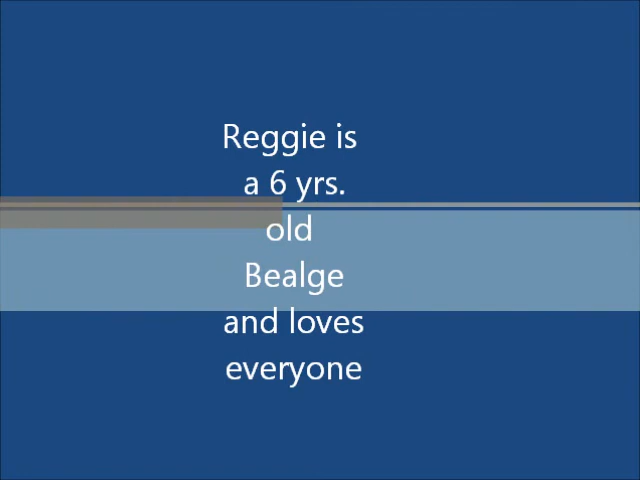 Reggie is
a 6 yrs.
old
Bealge
and loves
everyone